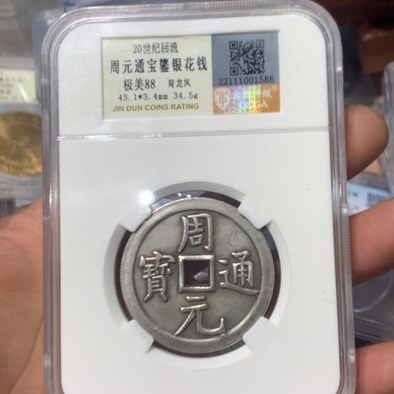 20世纪回流
周元通宝鎏银花钱
极美88 背龙凤
43.1*3.4mm 34.5g
JIN DUN COINS RATING
22111001586
周元通寳